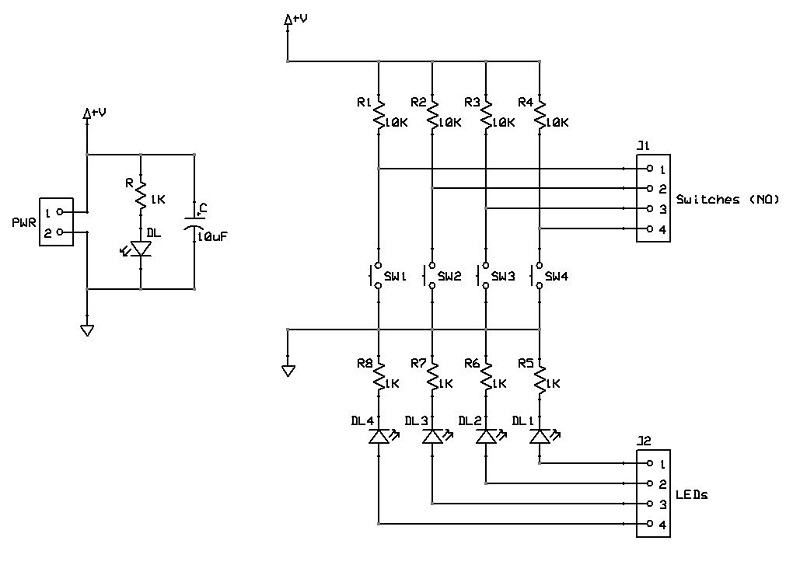 +V
R1 R2 R3 R4
10K 10K 10K 10K
J1
1
2
3
4
Switches (NO)
+V
R
1K
C
10uF
DL
PWR
1
2
SW1 SW2 SW3 SW4
R8 R7 R6 R5
1K 1K 1K 1K
DL4 DL3 DL2 DL1
J2
1
2
3
4
LEDs